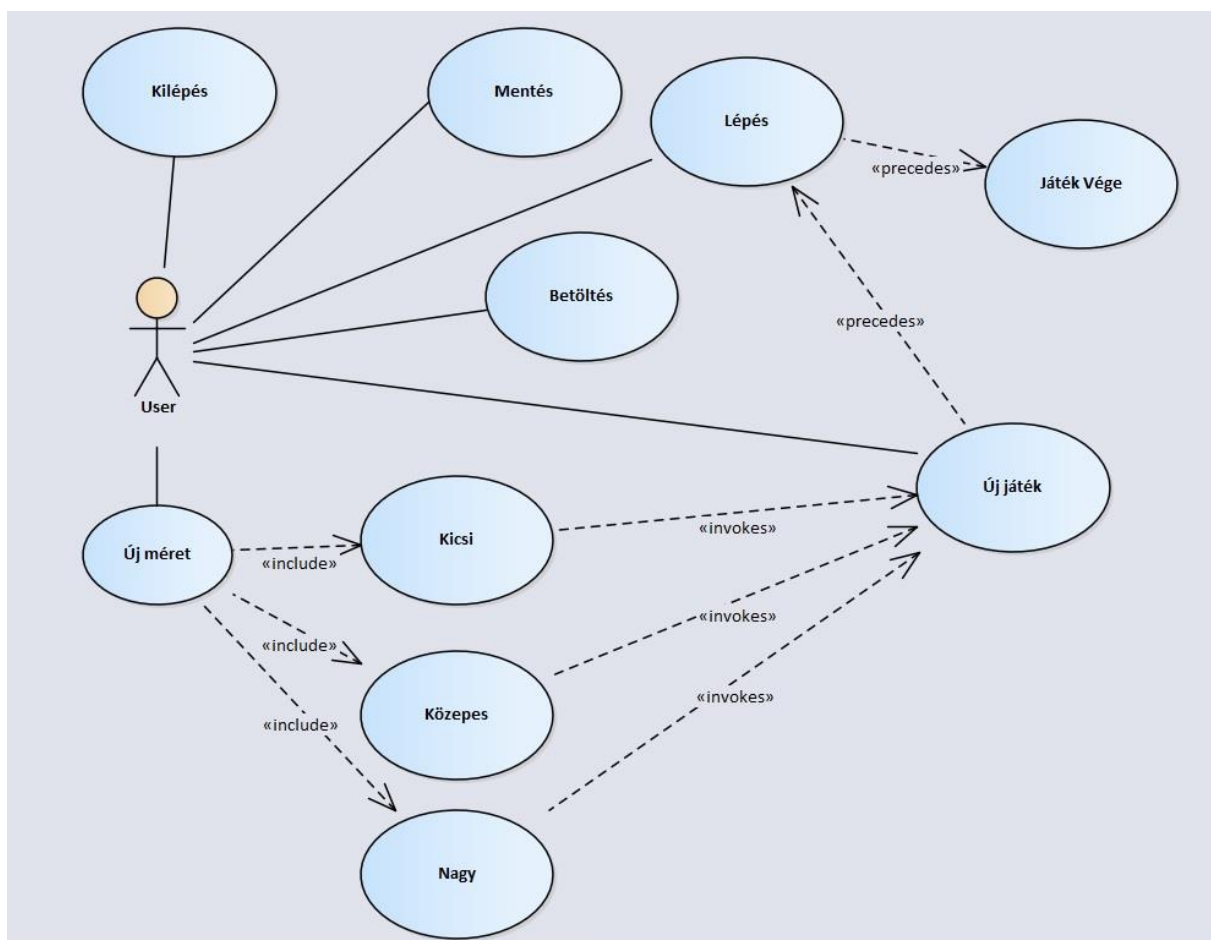 Kilépés
Mentés
Lépés
«precedes»
Játék Vége
Betöltés
«precedes»
User
Új játék
Új méret
«include»
Kicsi
«invokes»
«include»
Közepes
«invokes»
«include»
«invokes»
Nagy